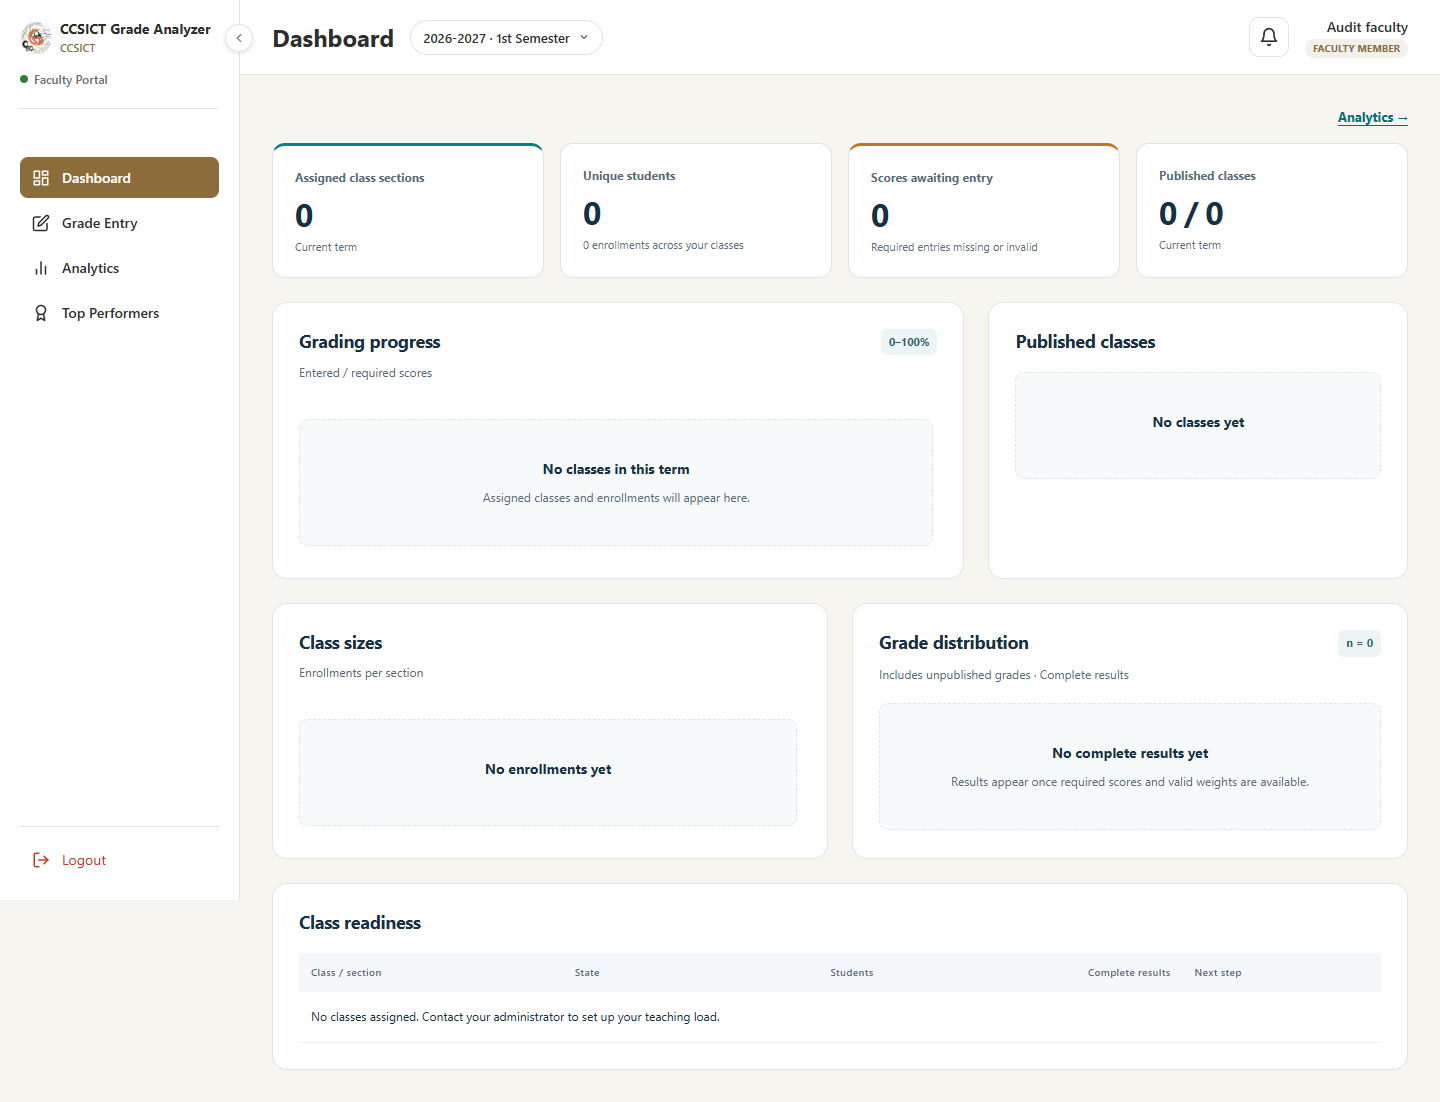 CCSICT Grade Analyzer
CCSICT
Faculty Portal
Dashboard
Grade Entry
Analytics
Top Performers
Logout
Dashboard
2026-2027 · 1st Semester
Audit faculty
FACULTY MEMBER
Analytics →
Assigned class sections
0
Current term
Unique students
0
0 enrollments across your classes
Scores awaiting entry
0
Required entries missing or invalid
Published classes
0 / 0
Current term
Grading progress
0–100%
Entered / required scores
No classes in this term
Assigned classes and enrollments will appear here.
Published classes
No classes yet
Class sizes
Enrollments per section
No enrollments yet
Grade distribution
n = 0
Includes unpublished grades · Complete results
No complete results yet
Results appear once required scores and valid weights are available.
Class readiness
Class / section State Students Complete results Next step
No classes assigned. Contact your administrator to set up your teaching load.